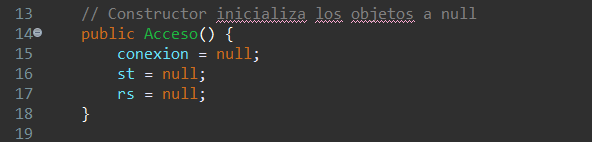 13 // Constructor inicializa los objetos a null
14 public Acceso() {
15 conexion = null;
16 st = null;
17 rs = null;
18 }
19